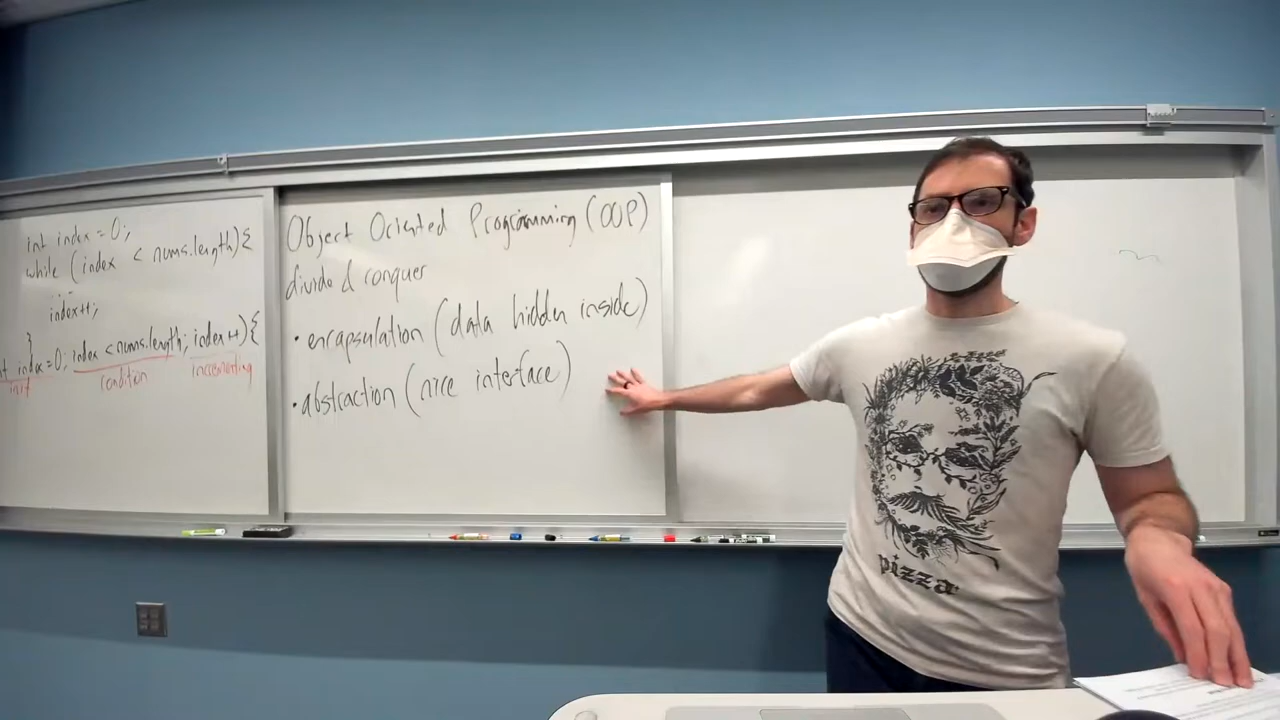 int index = 0;
while (index < nums.length){
...
index++;
}
int index=0; index<nums.length; index++){
init condition incrementing
Object Oriented Programming (OOP)
divide & conquer
• encapsulation (data hidden inside)
• abstraction (nice interface)
pizza